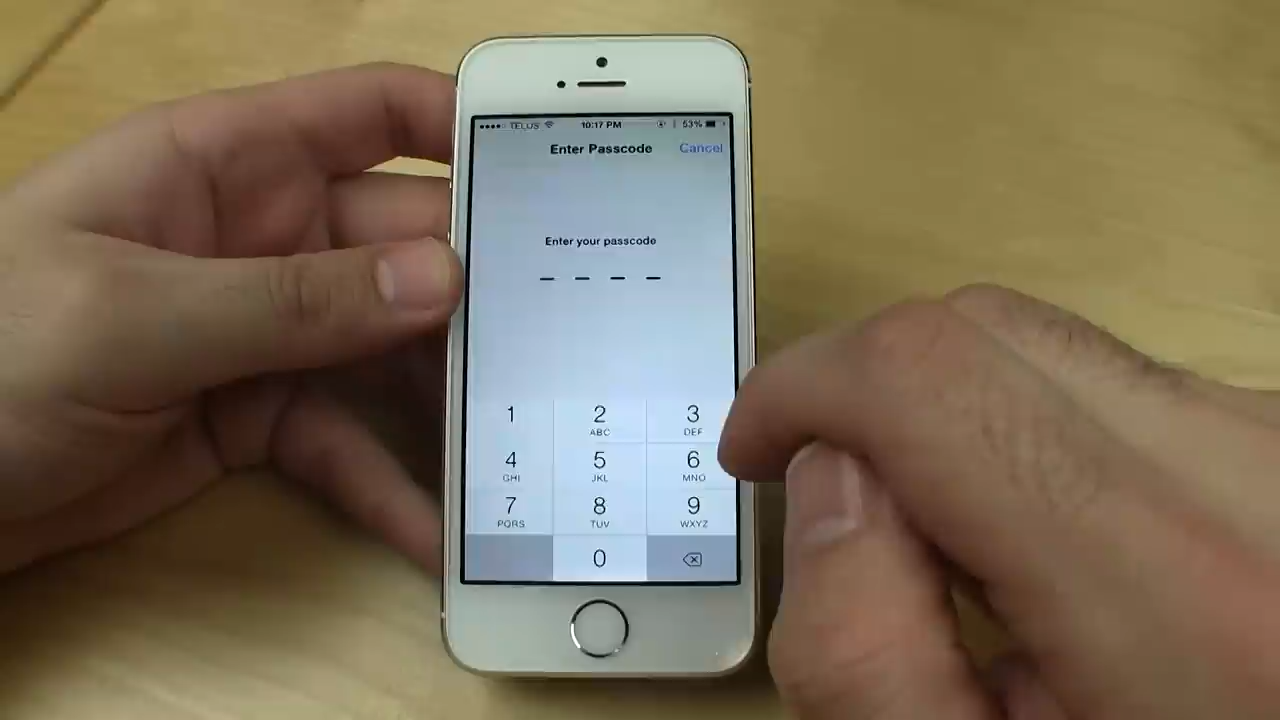 TELUS 10:17 PM 53%
Enter Passcode Cancel
Enter your passcode
1 2 3
ABC DEF
4 5 6
GHI JKL MNO
7 8 9
PQRS TUV WXYZ
0